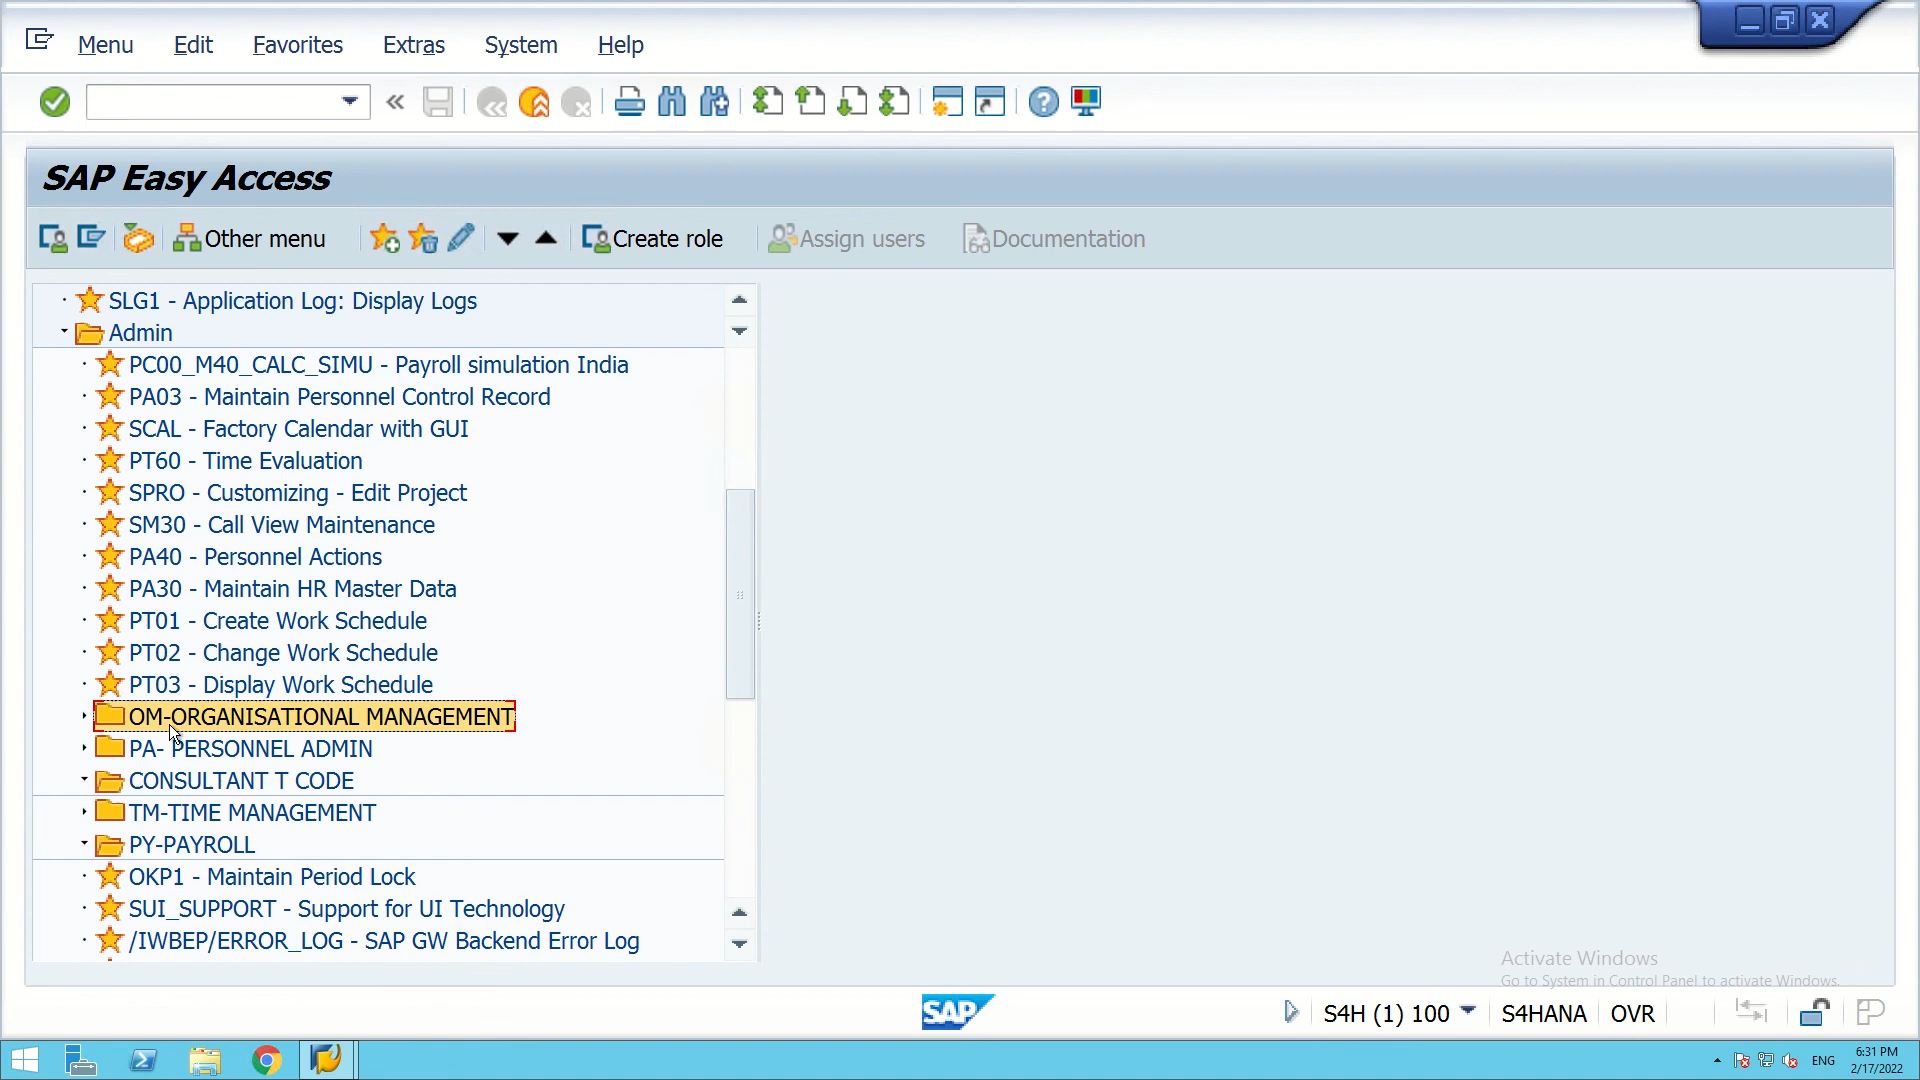 Menu Edit Favorites Extras System Help
SAP Easy Access
Other menu Create role Assign users Documentation
SLG1 - Application Log: Display Logs
Admin
PC00_M40_CALC_SIMU - Payroll simulation India
PA03 - Maintain Personnel Control Record
SCAL - Factory Calendar with GUI
PT60 - Time Evaluation
SPRO - Customizing - Edit Project
SM30 - Call View Maintenance
PA40 - Personnel Actions
PA30 - Maintain HR Master Data
PT01 - Create Work Schedule
PT02 - Change Work Schedule
PT03 - Display Work Schedule
OM-ORGANISATIONAL MANAGEMENT
PA- PERSONNEL ADMIN
CONSULTANT T CODE
TM-TIME MANAGEMENT
PY-PAYROLL
OKP1 - Maintain Period Lock
SUI_SUPPORT - Support for UI Technology
/IWBEP/ERROR_LOG - SAP GW Backend Error Log
Activate Windows
Go to System in Control Panel to activate Windows.
SAP S4H (1) 100 S4HANA OVR
ENG 6:31 PM
2/17/2022